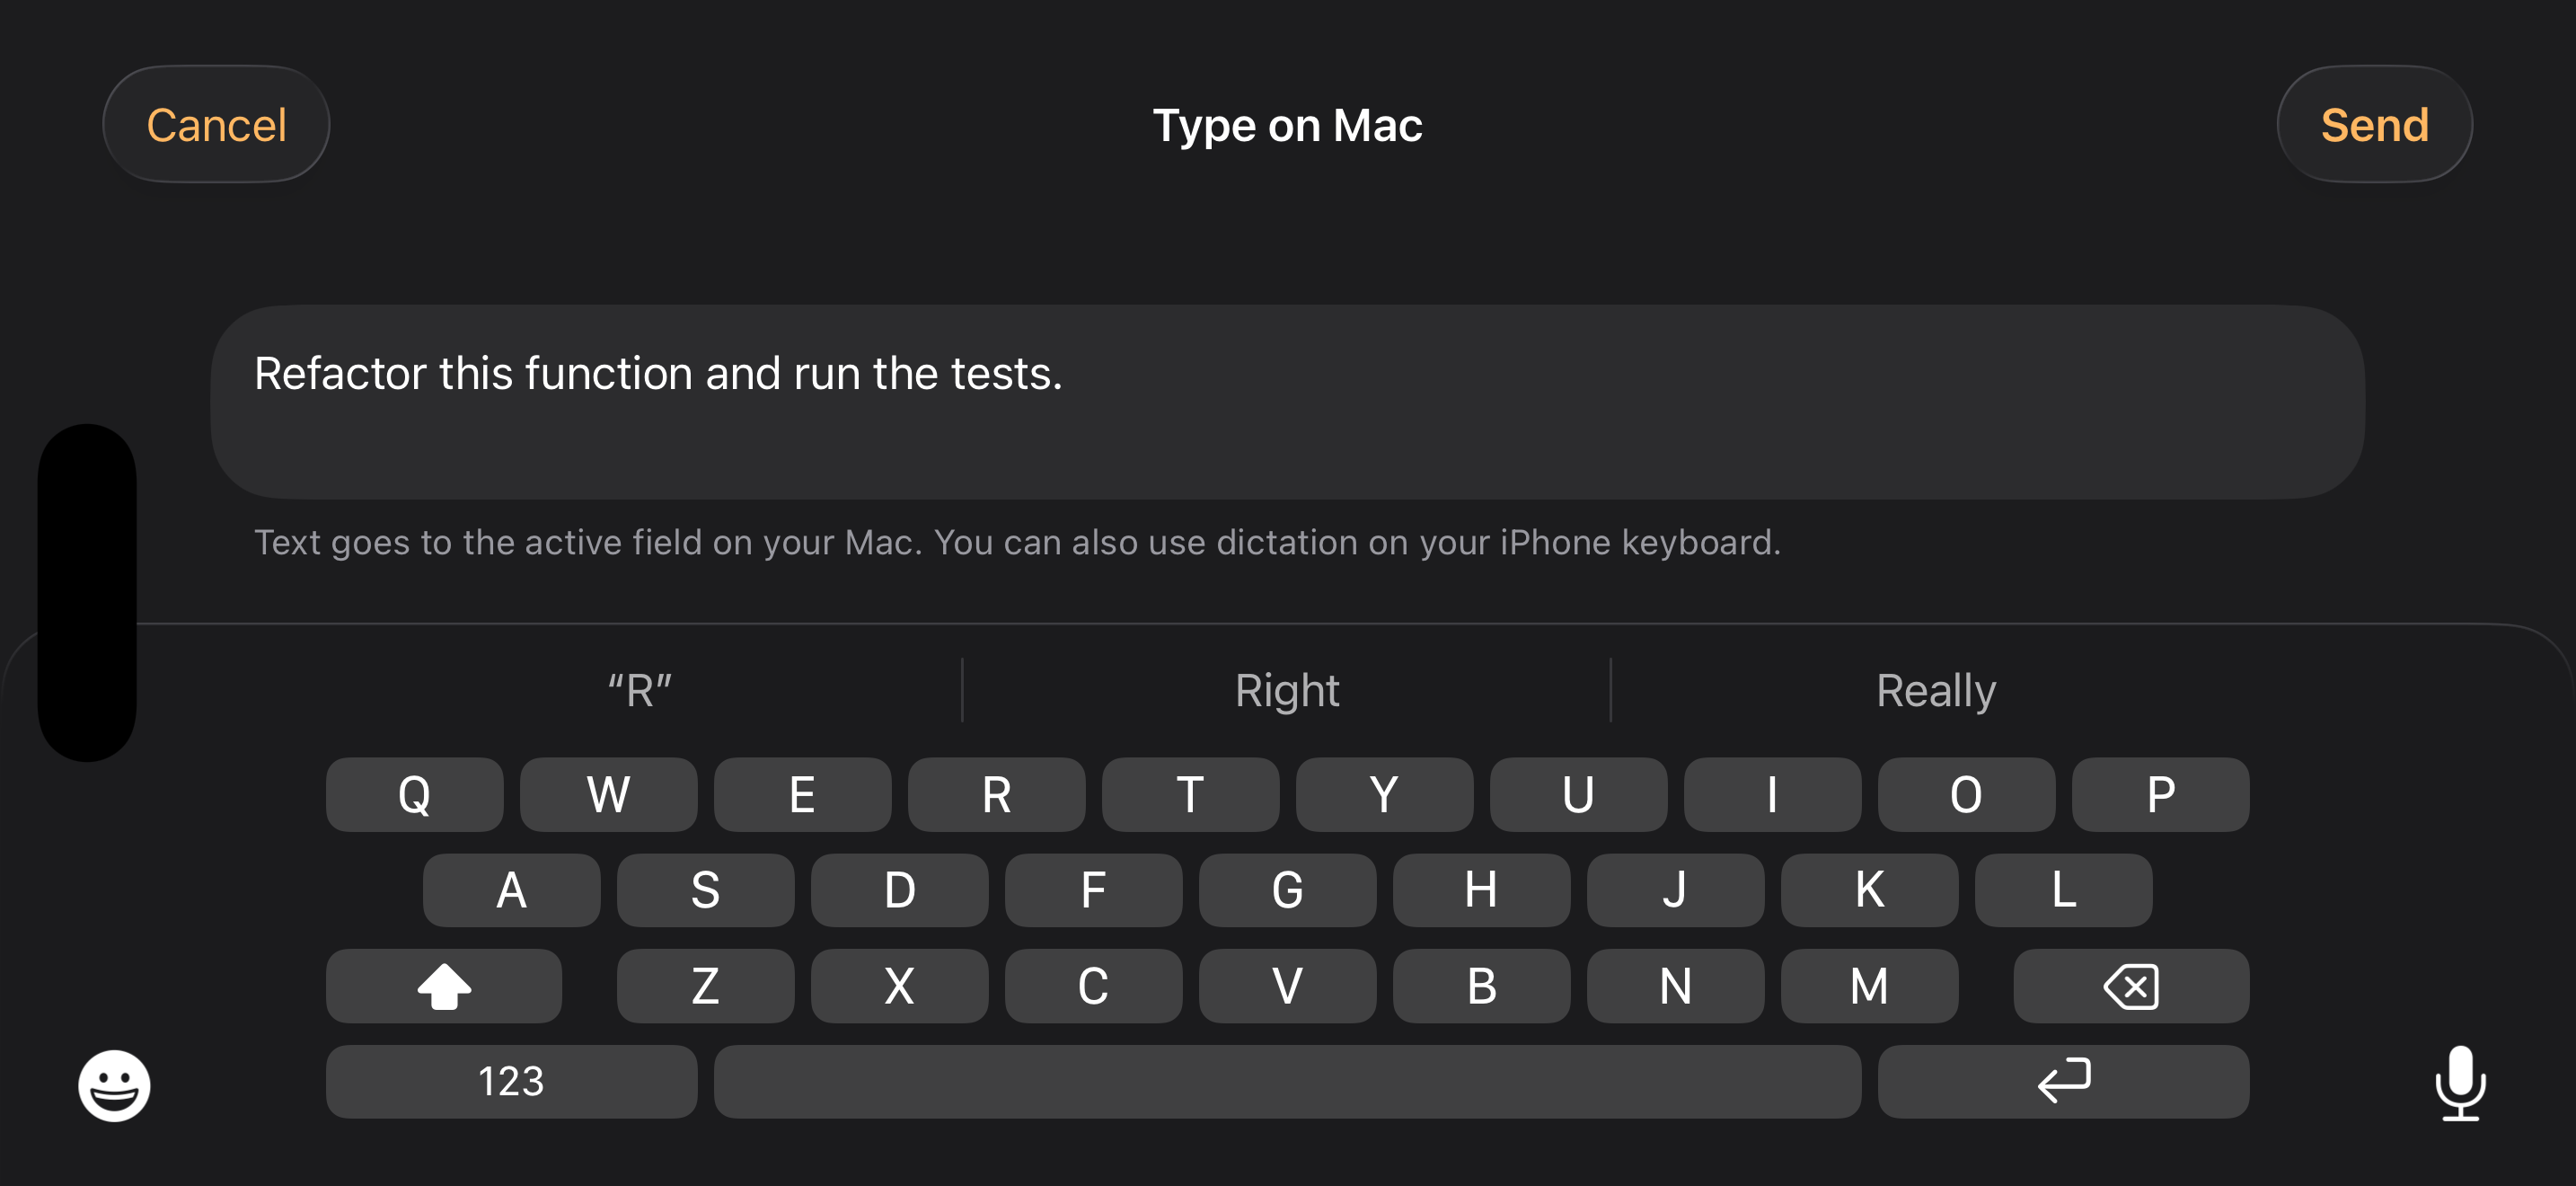 Cancel
Type on Mac
Send
Refactor this function and run the tests.
Text goes to the active field on your Mac. You can also use dictation on your iPhone keyboard.
“R”
Right
Really
Q W E R T Y U I O P
A S D F G H J K L
Z X C V B N M
123